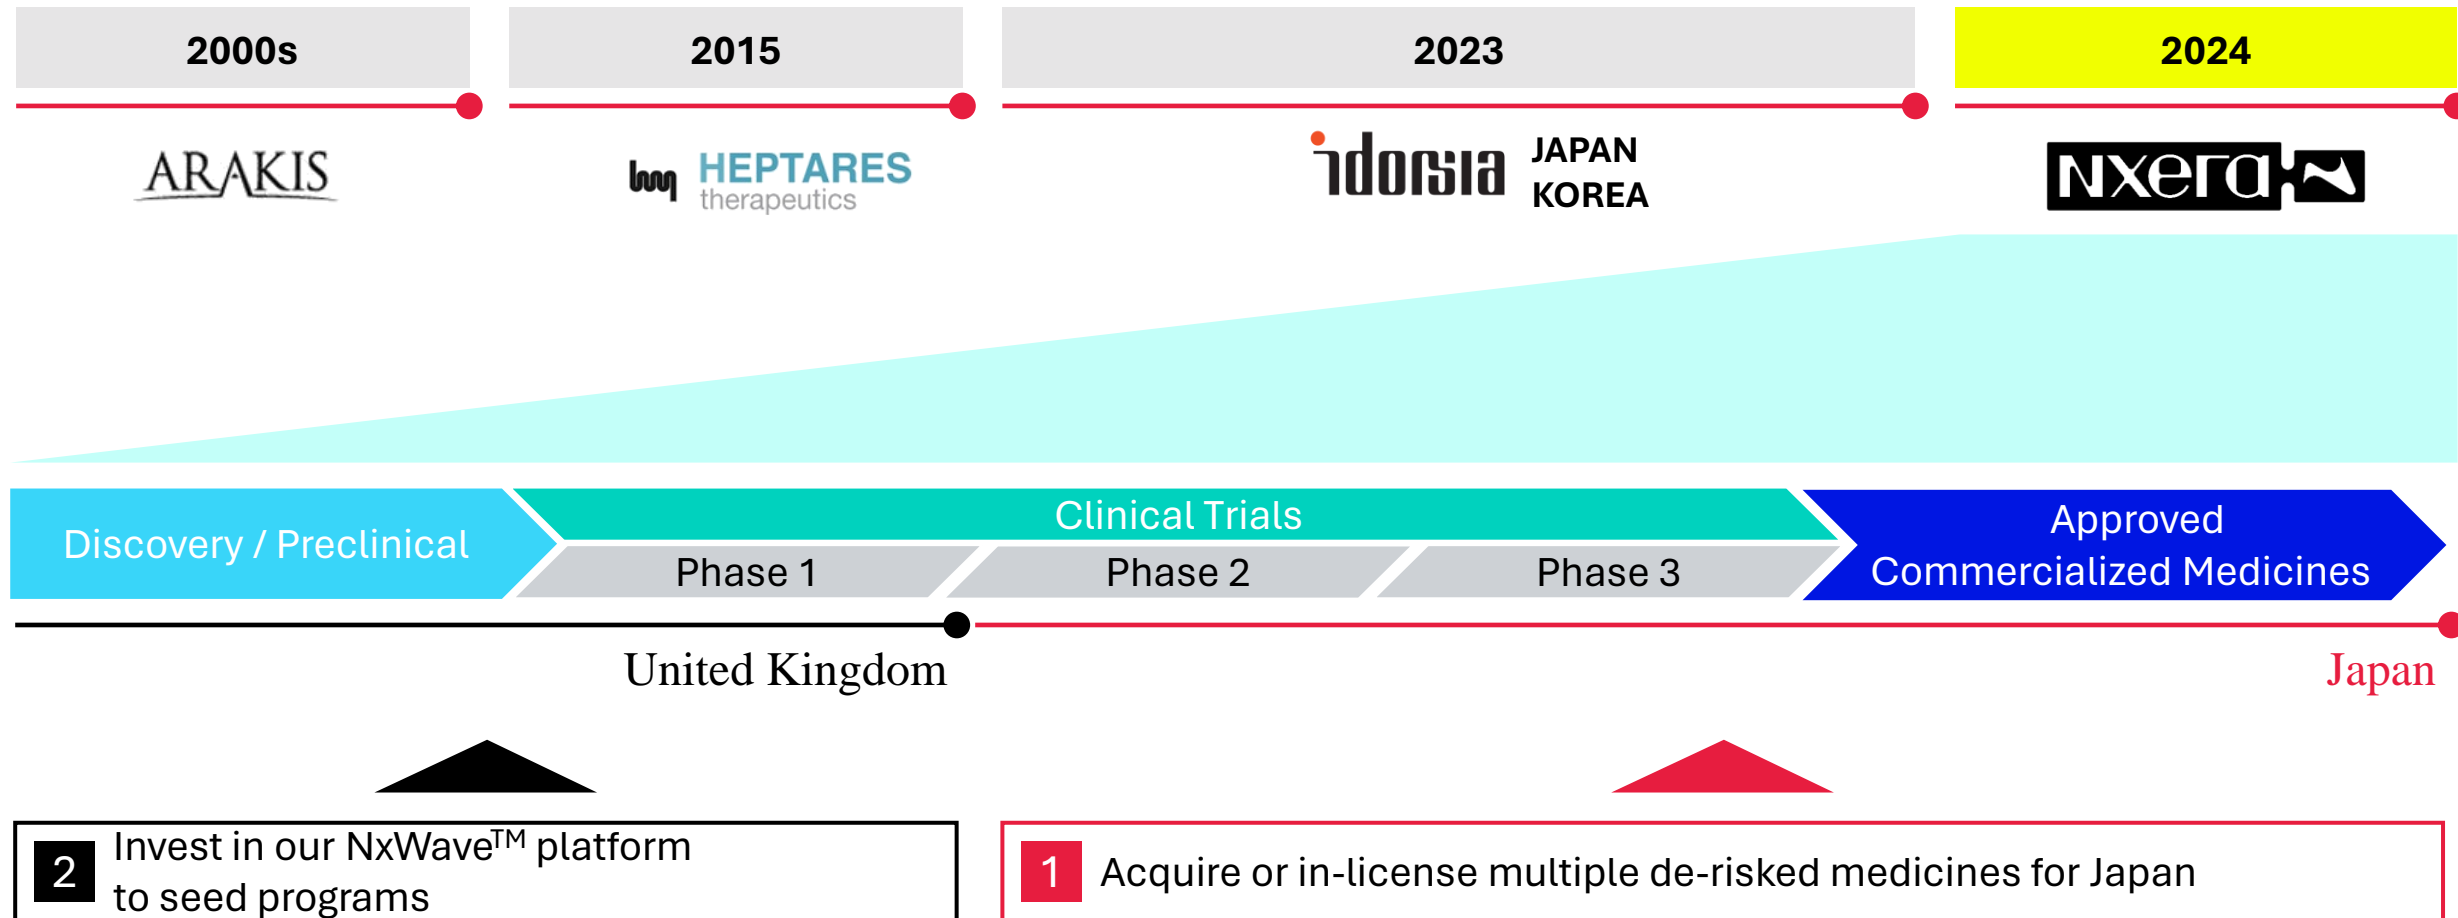 2000s
2015
2023
2024
ARAKIS
HEPTARES
therapeutics
idorsia
JAPAN
KOREA
Nxera
Discovery / Preclinical
Clinical Trials
Phase 1
Phase 2
Phase 3
Approved
Commercialized Medicines
United Kingdom
Japan
2
Invest in our NxWave™ platform
to seed programs
1
Acquire or in-license multiple de-risked medicines for Japan